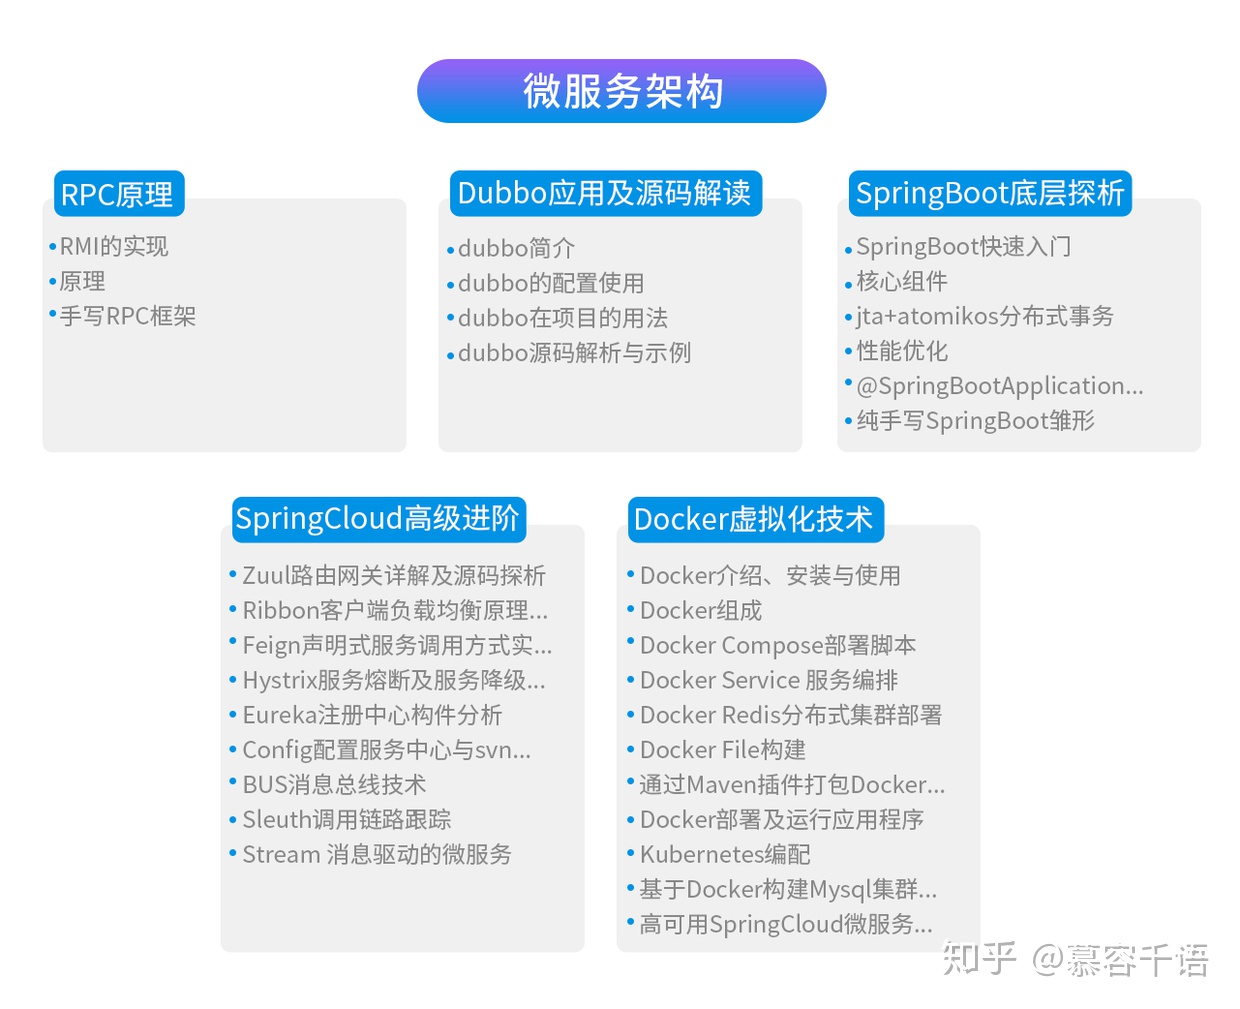 微服务架构
RPC原理
RMI的实现
原理
手写RPC框架
Dubbo应用及源码解读
dubbo简介
dubbo的配置使用
dubbo在项目的用法
dubbo源码解析与示例
SpringBoot底层探析
SpringBoot快速入门
核心组件
jta+atomikos分布式事务
性能优化
@SpringBootApplication...
纯手写SpringBoot雏形
SpringCloud高级进阶
Zuul路由网关详解及源码探析
Ribbon客户端负载均衡原理...
Feign声明式服务调用方式实...
Hystrix服务熔断及服务降级...
Eureka注册中心构件分析
Config配置服务中心与svn...
BUS消息总线技术
Sleuth调用链路跟踪
Stream 消息驱动的微服务
Docker虚拟化技术
Docker介绍、安装与使用
Docker组成
Docker Compose部署脚本
Docker Service 服务编排
Docker Redis分布式集群部署
Docker File构建
通过Maven插件打包Docker...
Docker部署及运行应用程序
Kubernetes编配
基于Docker构建Mysql集群...
高可用SpringCloud微服务...
知乎 @慕容千语